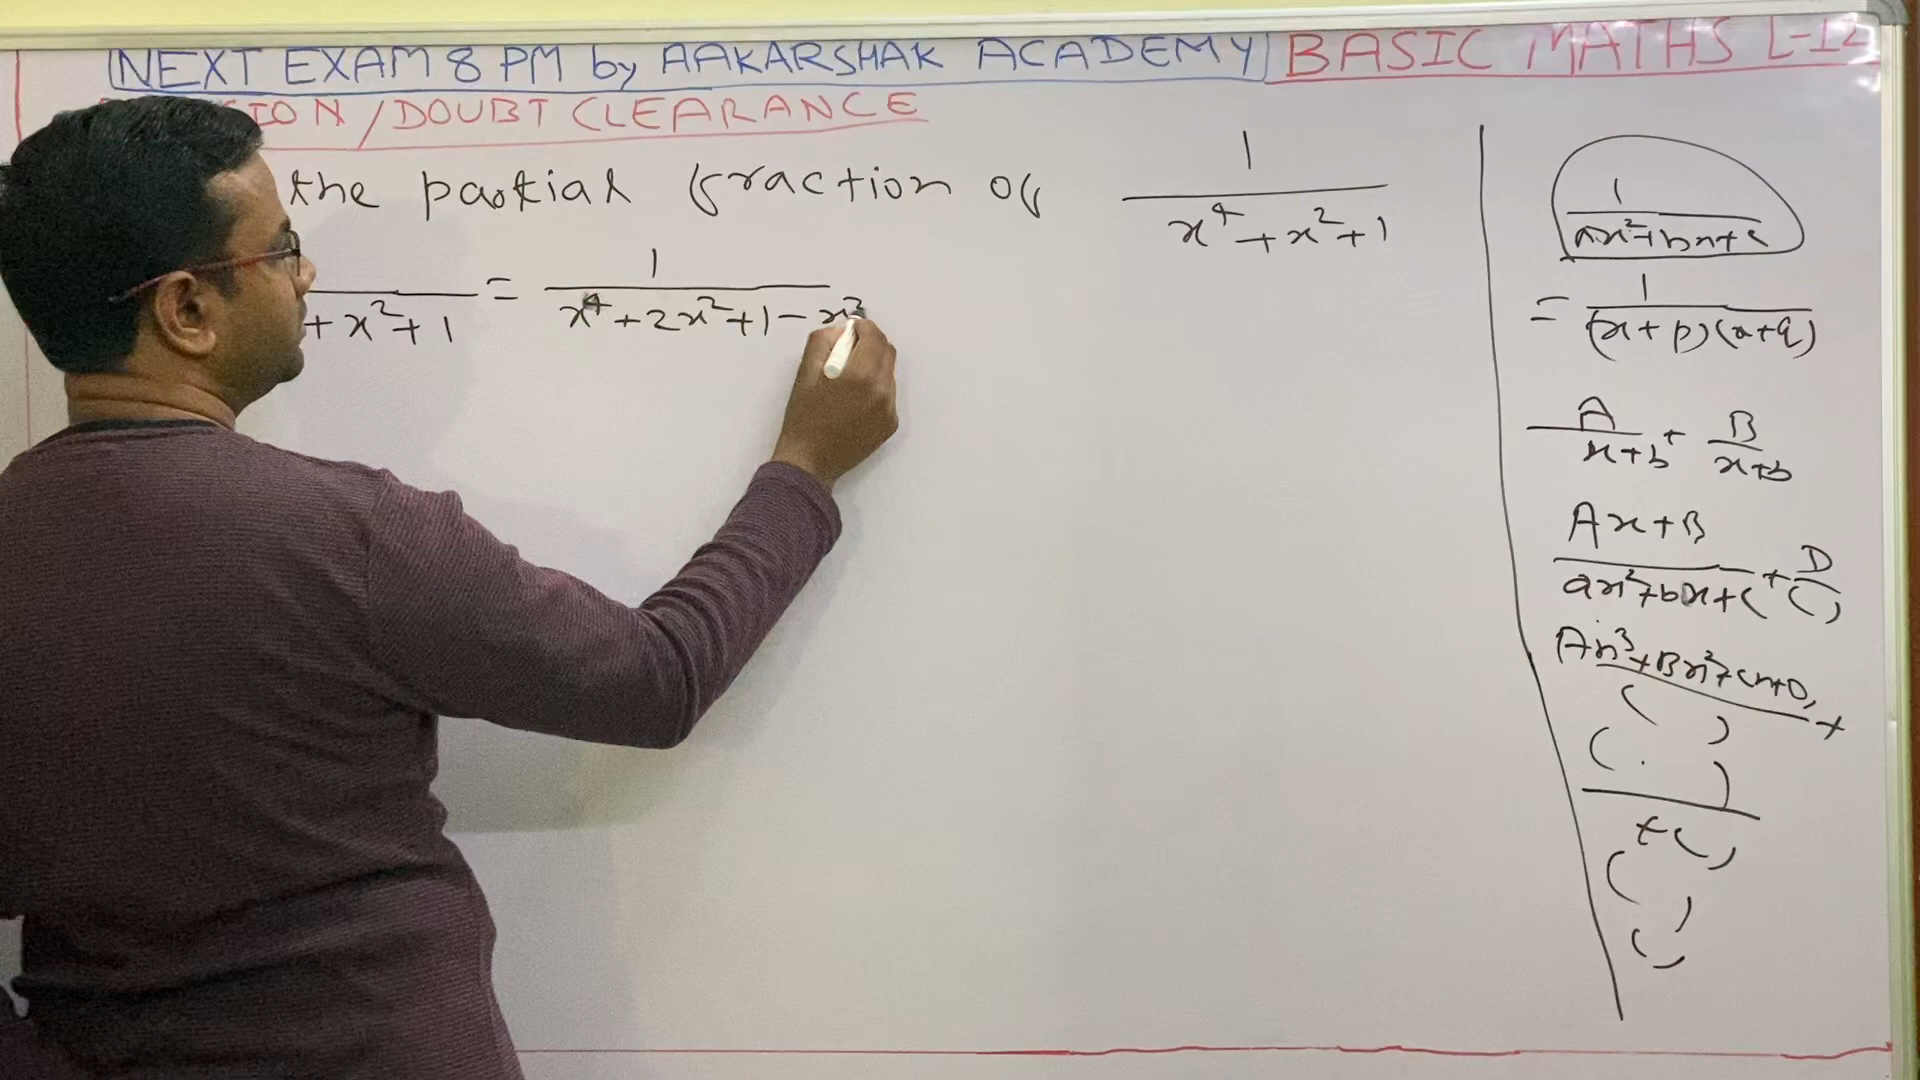 NEXT EXAM 8 PM by AAKARSHAK ACADEMY BASIC MATHS L-12
ION / DOUBT CLEARANCE
the partial fraction of 1/(x⁴+x²+1)
+x²+1 = 1/(x⁴+2x²+1-x²
1/(ax²+bx+c
= 1/(x+p)(x+q)
A/(x+b) + B/(x+b)
Ax+B/(ax²+bx+c) + D/( )
Ax³+Bx²+Cx+D +
( )
( . )
+( )
( )
( )